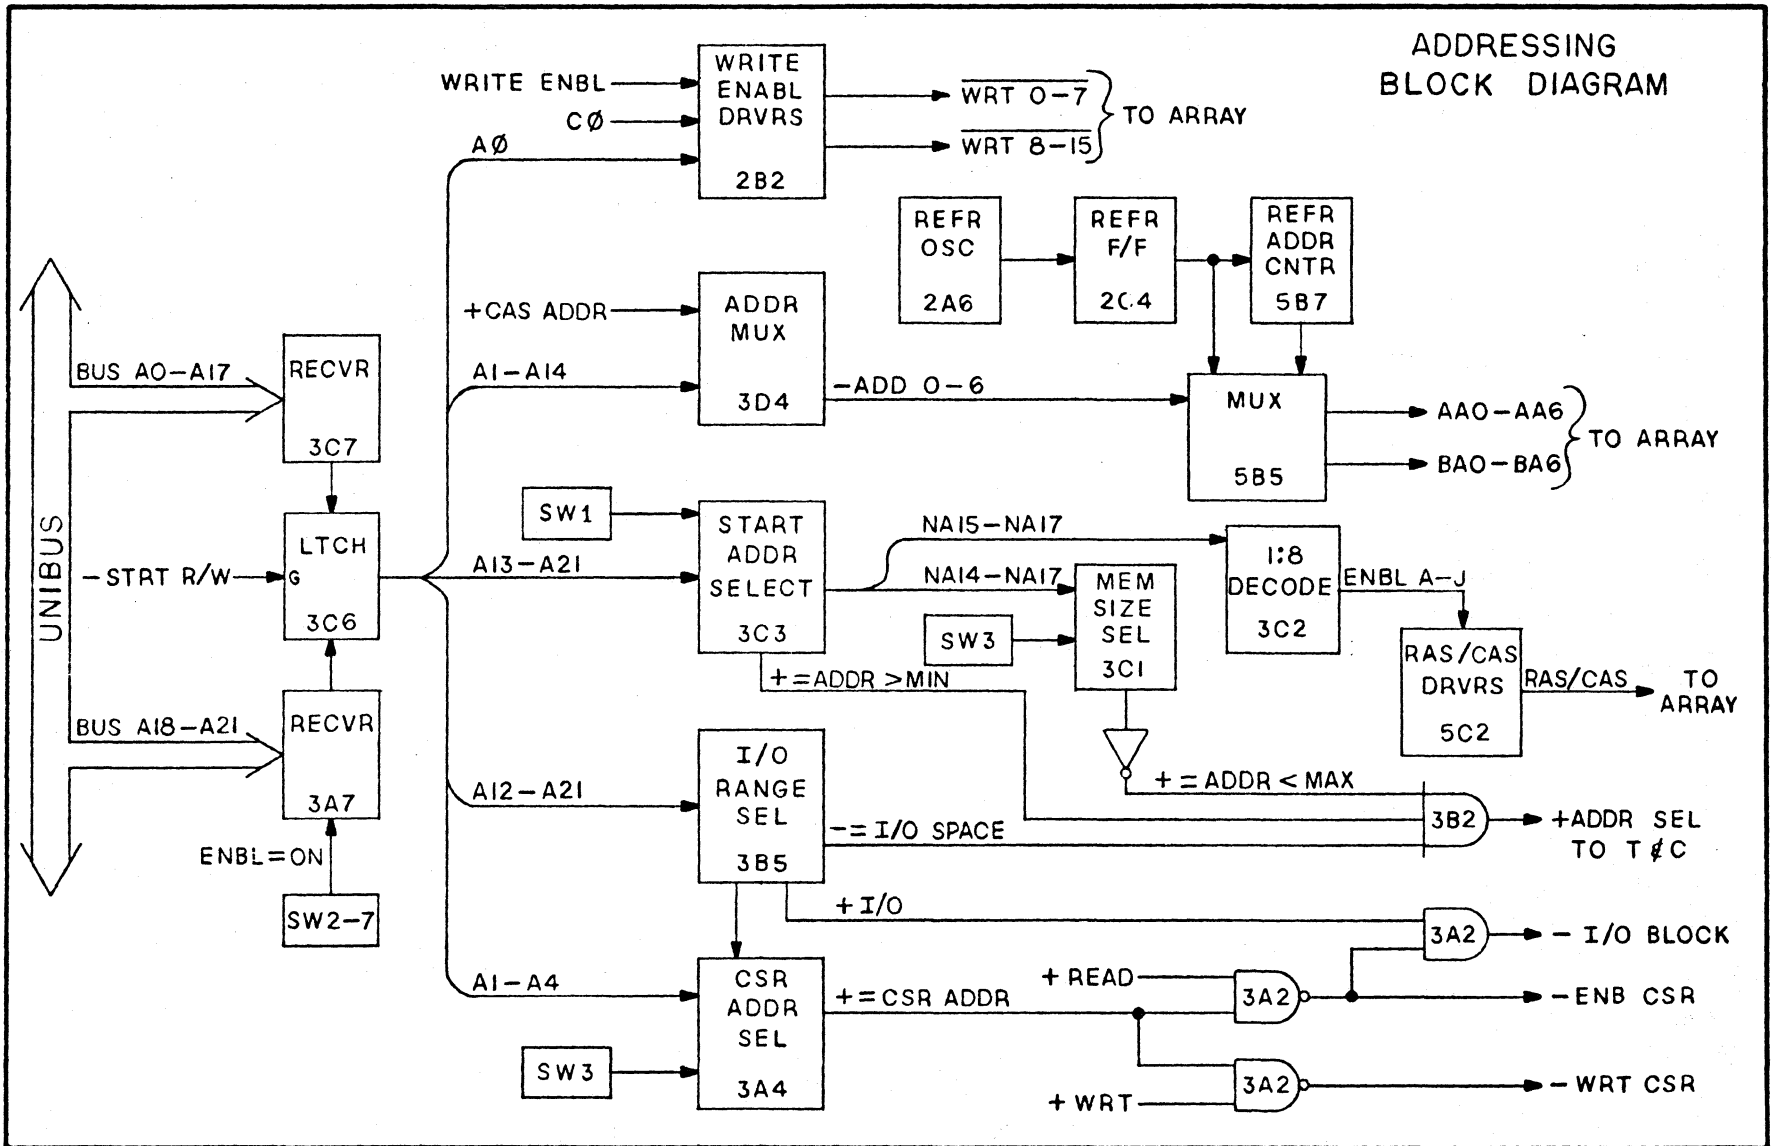 ADDRESSING
BLOCK DIAGRAM
WRITE ENBL
CØ
AØ
WRITE
ENABL
DRVRS
2B2
WRT 0-7
WRT 8-15
TO ARRAY
REFR
OSC
2A6
REFR
F/F
2C4
REFR
ADDR
CNTR
5B7
+CAS ADDR
A1-A14
ADDR
MUX
3D4
-ADD 0-6
MUX
5B5
AA0-AA6
BA0-BA6
TO ARRAY
UNIBUS
BUS A0-A17
RECVR
3C7
-STRT R/W
G
LTCH
3C6
BUS A18-A21
RECVR
3A7
ENBL=ON
SW2-7
SW1
A13-A21
START
ADDR
SELECT
3C3
NA15-NA17
NA14-NA17
SW3
MEM
SIZE
SEL
3C1
1:8
DECODE
3C2
ENBL A-J
RAS/CAS
DRVRS
5C2
RAS/CAS
TO
ARRAY
+=ADDR >MIN
A12-A21
I/O
RANGE
SEL
3B5
+=ADDR < MAX
-= I/O SPACE
3B2
+ADDR SEL
TO T & C
+ I/O
3A2
- I/O BLOCK
A1-A4
SW3
CSR
ADDR
SEL
3A4
+=CSR ADDR
+ READ
3A2
-ENB CSR
+ WRT
3A2
-WRT CSR